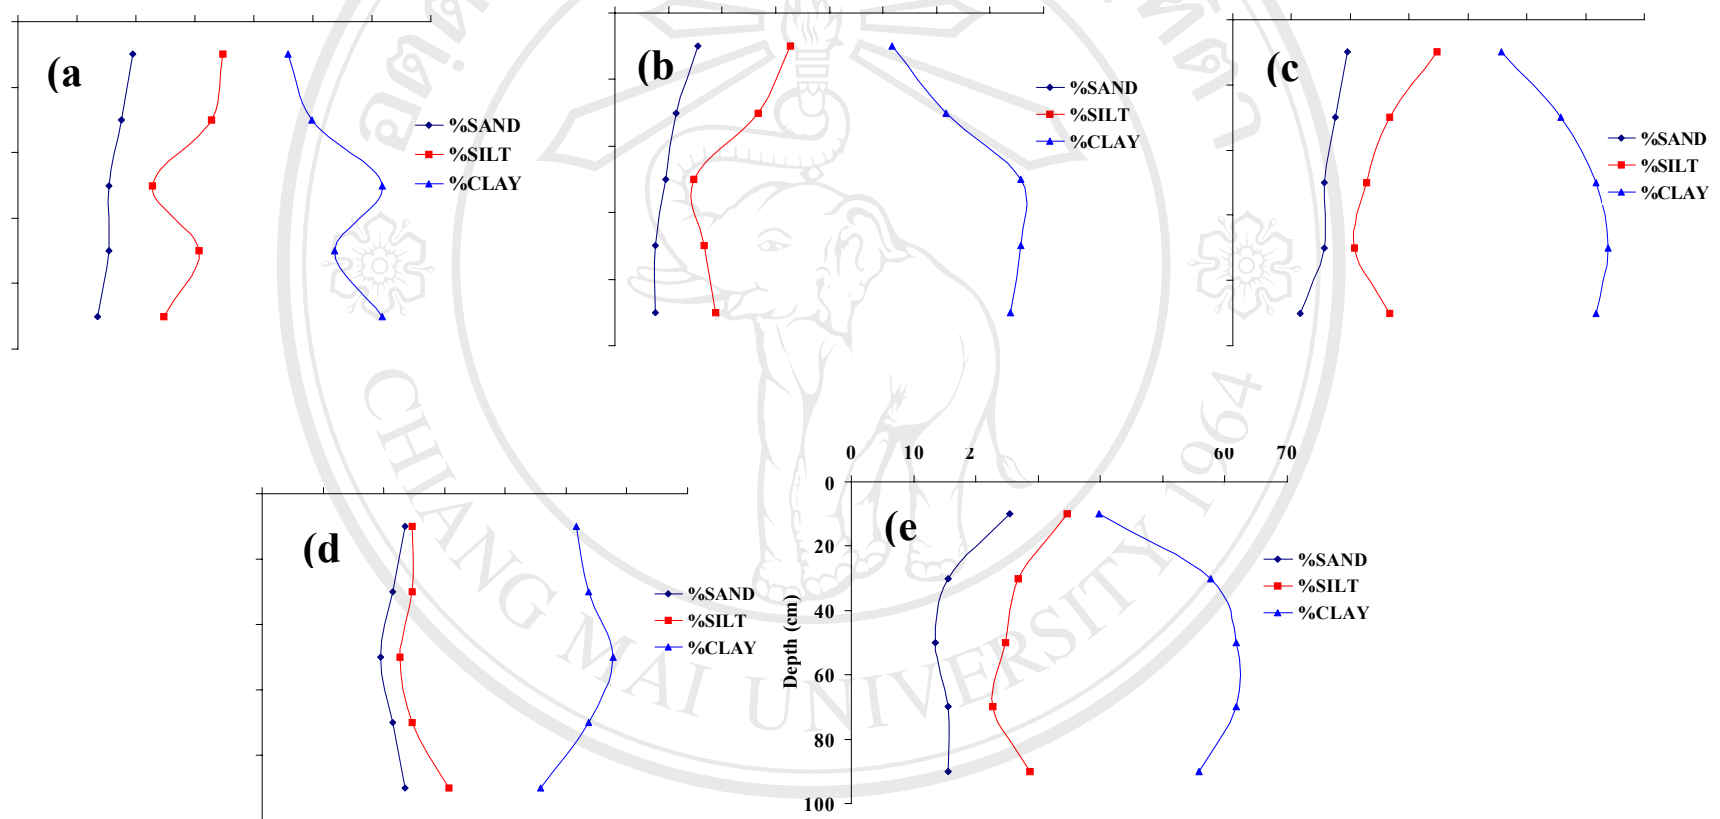 (a
%SAND
%SILT
%CLAY
(b
%SAND
%SILT
%CLAY
(c
%SAND
%SILT
%CLAY
(d
%SAND
%SILT
%CLAY
(e
0 10 2 60 70
0
20
40
60
80
100
Depth (cm)
%SAND
%SILT
%CLAY
CHIANG MAI UNIVERSITY 1964